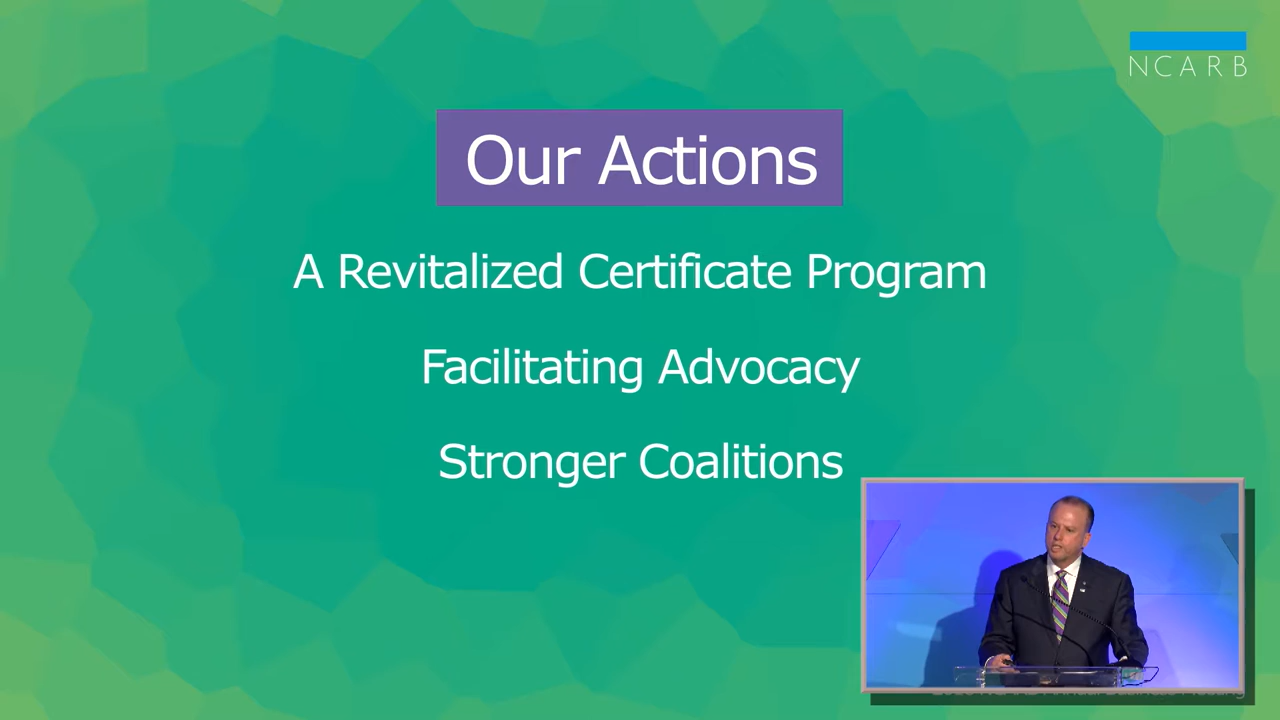 NCARB
Our Actions
A Revitalized Certificate Program
Facilitating Advocacy
Stronger Coalitions